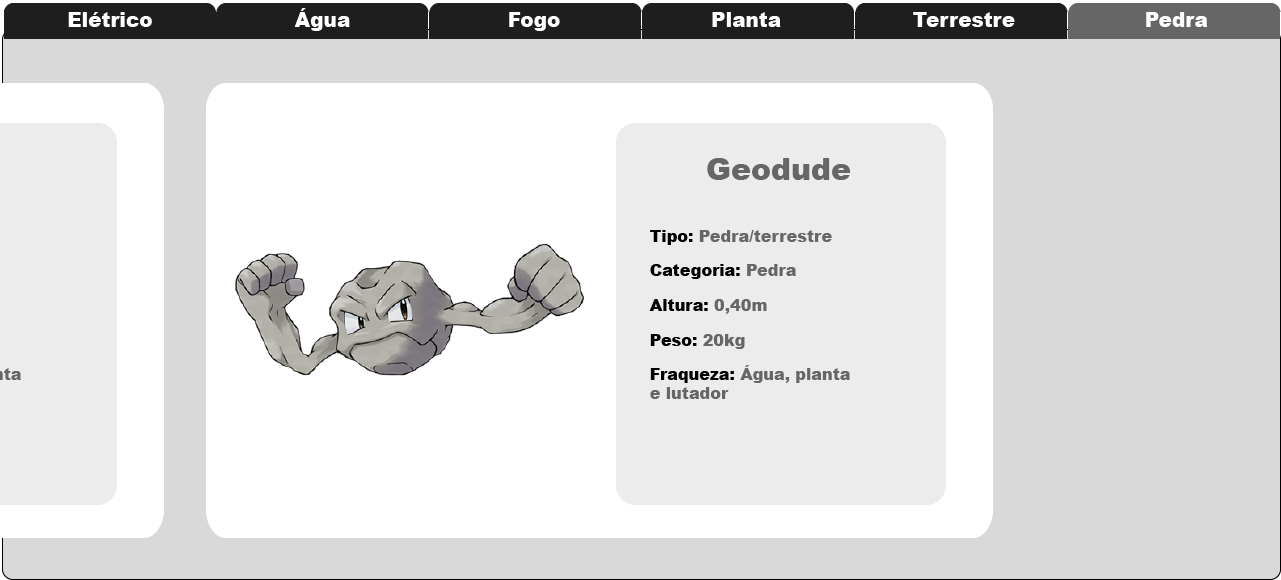 Elétrico
Água
Fogo
Planta
Terrestre
Pedra
Geodude
Tipo: Pedra/terrestre
Categoria: Pedra
Altura: 0,40m
Peso: 20kg
Fraqueza: Água, planta
e lutador